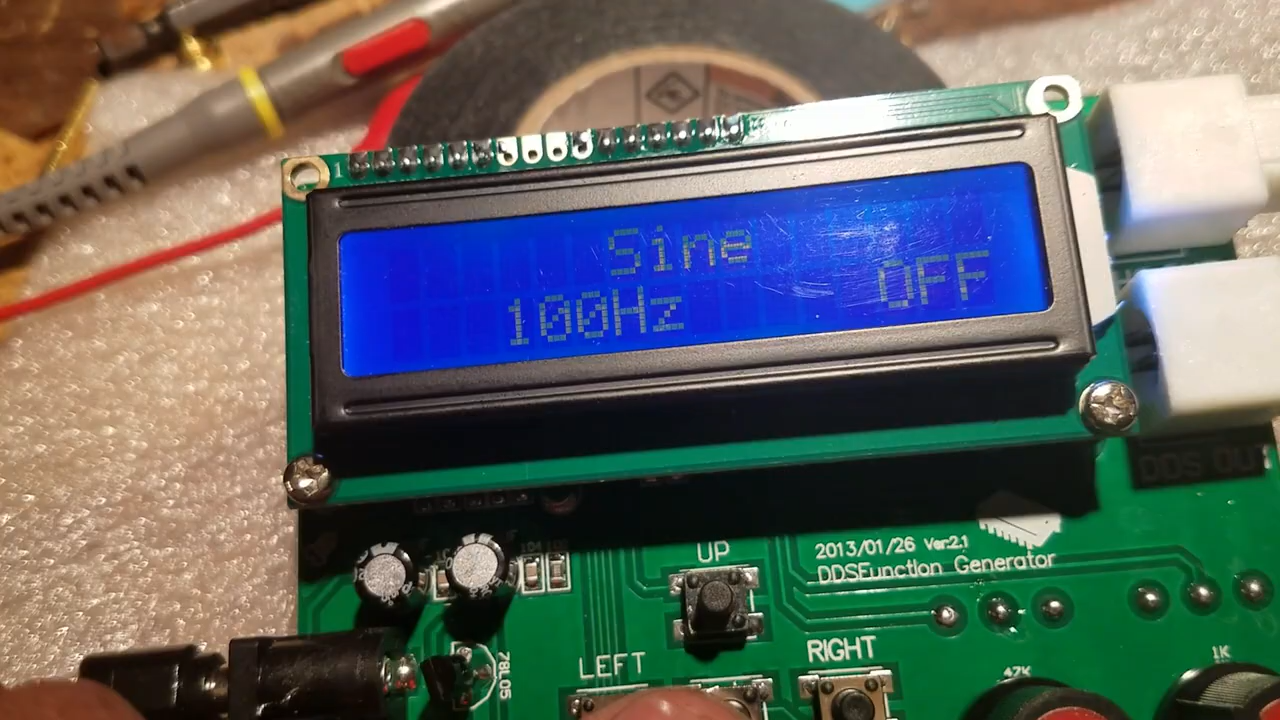 1
Sine
100Hz OFF
DDS OUT
UP
2013/01/26 Ver:2.1
DDSFunction Generator
LEFT
RIGHT
78L05
47K
1K